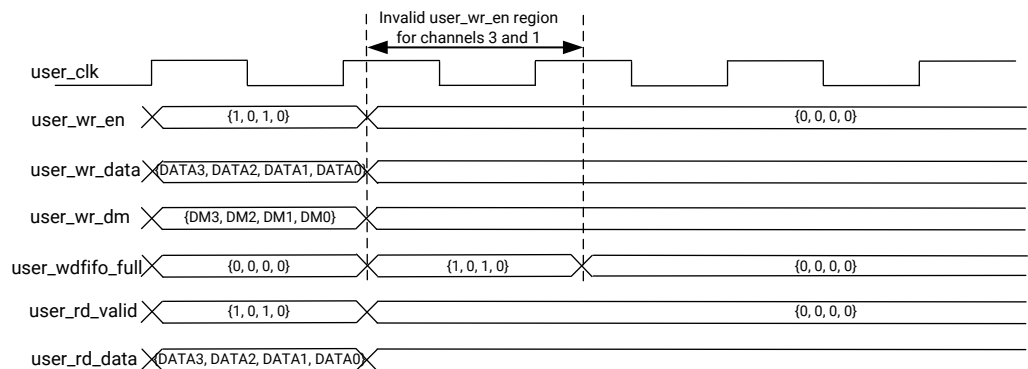 Invalid user_wr_en region
for channels 3 and 1
user_clk
user_wr_en {1, 0, 1, 0} {0, 0, 0, 0}
user_wr_data {DATA3, DATA2, DATA1, DATA0}
user_wr_dm {DM3, DM2, DM1, DM0}
user_wdfifo_full {0, 0, 0, 0} {1, 0, 1, 0} {0, 0, 0, 0}
user_rd_valid {1, 0, 1, 0} {0, 0, 0, 0}
user_rd_data {DATA3, DATA2, DATA1, DATA0}